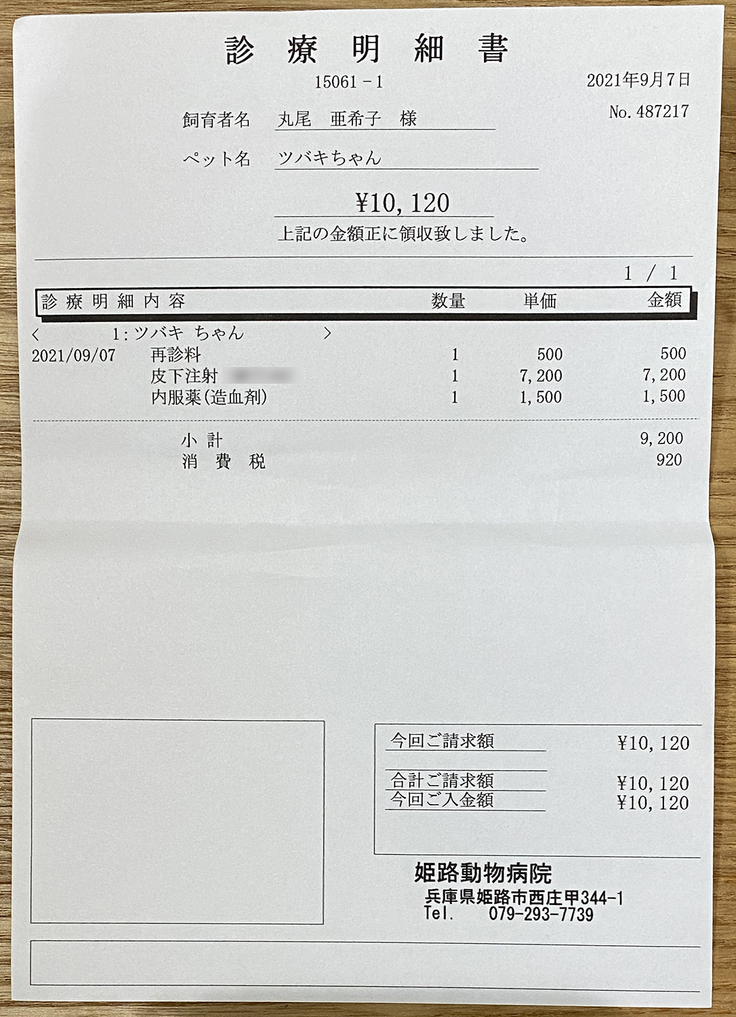 診療明細書
15061-1
2021年9月7日
飼育者名 丸尾 亜希子 様
No.487217
ペット名 ツバキちゃん
¥10,120
上記の金額正に領収致しました。
1 / 1
診療明細内容 数量 単価 金額
< 1:ツバキ ちゃん >
2021/09/07 再診料 1 500 500
皮下注射 1 7,200 7,200
内服薬(造血剤) 1 1,500 1,500
小計 9,200
消費税 920
今回ご請求額 ¥10,120
合計ご請求額 ¥10,120
今回ご入金額 ¥10,120
姫路動物病院
兵庫県姫路市西庄甲344-1
Tel. 079-293-7739